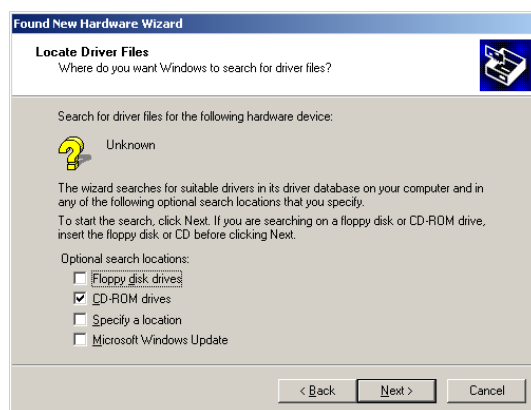 Found New Hardware Wizard
Locate Driver Files
Where do you want Windows to search for driver files?
Search for driver files for the following hardware device:
Unknown
The wizard searches for suitable drivers in its driver database on your computer and in
any of the following optional search locations that you specify.
To start the search, click Next. If you are searching on a floppy disk or CD-ROM drive,
insert the floppy disk or CD before clicking Next.
Optional search locations:
Floppy disk drives
CD-ROM drives
Specify a location
Microsoft Windows Update
< Back Next > Cancel